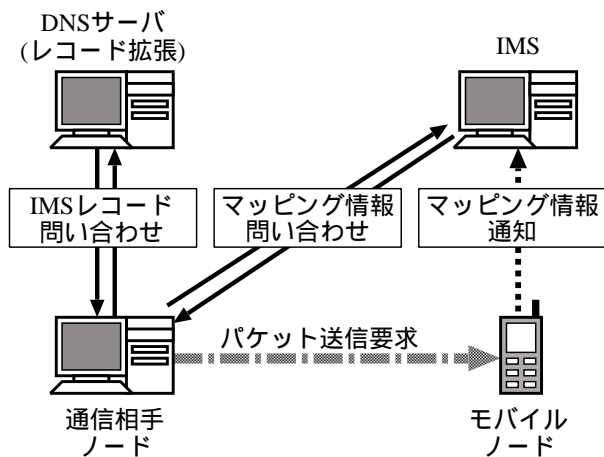 DNSサーバ
(レコード拡張)
IMS
IMSレコード
問い合わせ
マッピング情報
問い合わせ
マッピング情報
通知
パケット送信要求
通信相手
ノード
モバイル
ノード